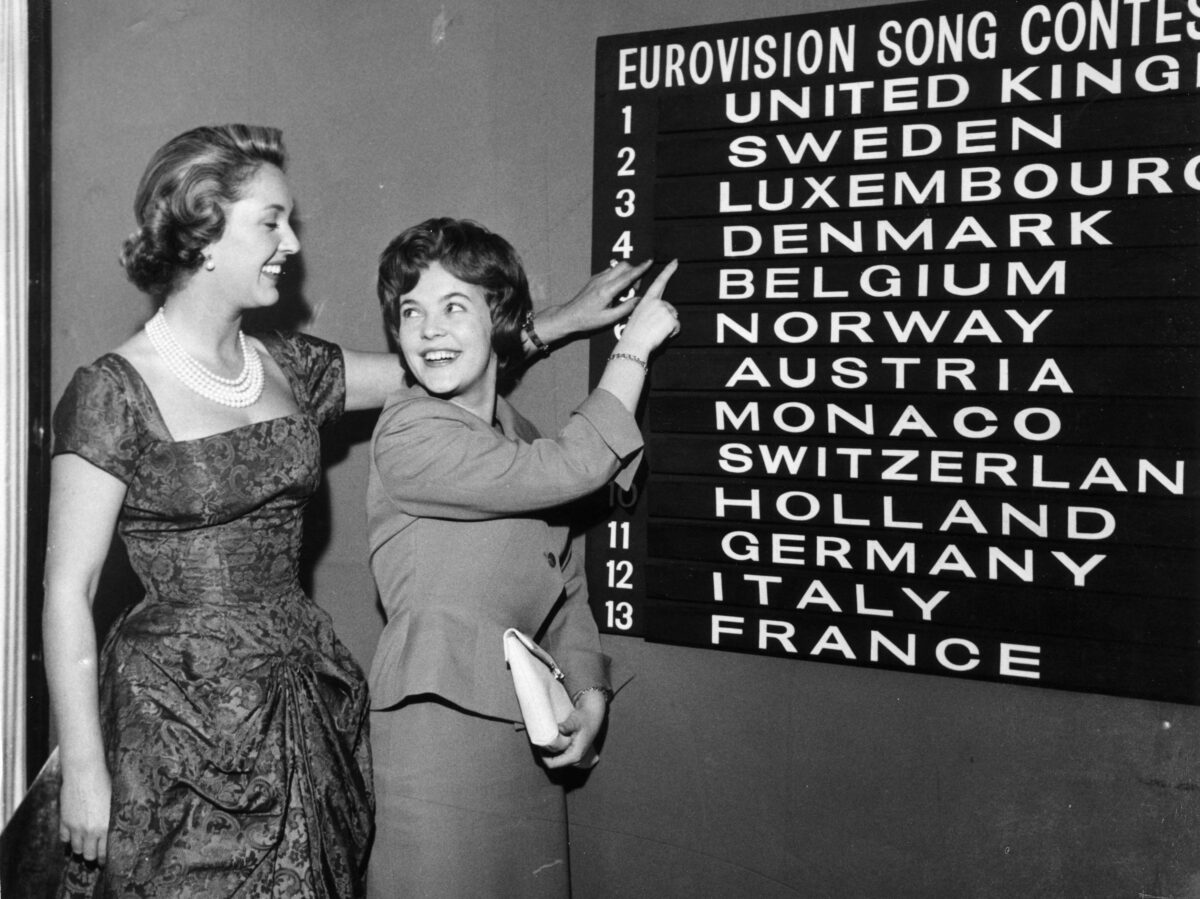 EUROVISION SONG CONTES
1 UNITED KING
2 SWEDEN
3 LUXEMBOURG
4 DENMARK
BELGIUM
NORWAY
AUSTRIA
MONACO
SWITZERLAN
10 HOLLAND
11 GERMANY
12 ITALY
13 FRANCE